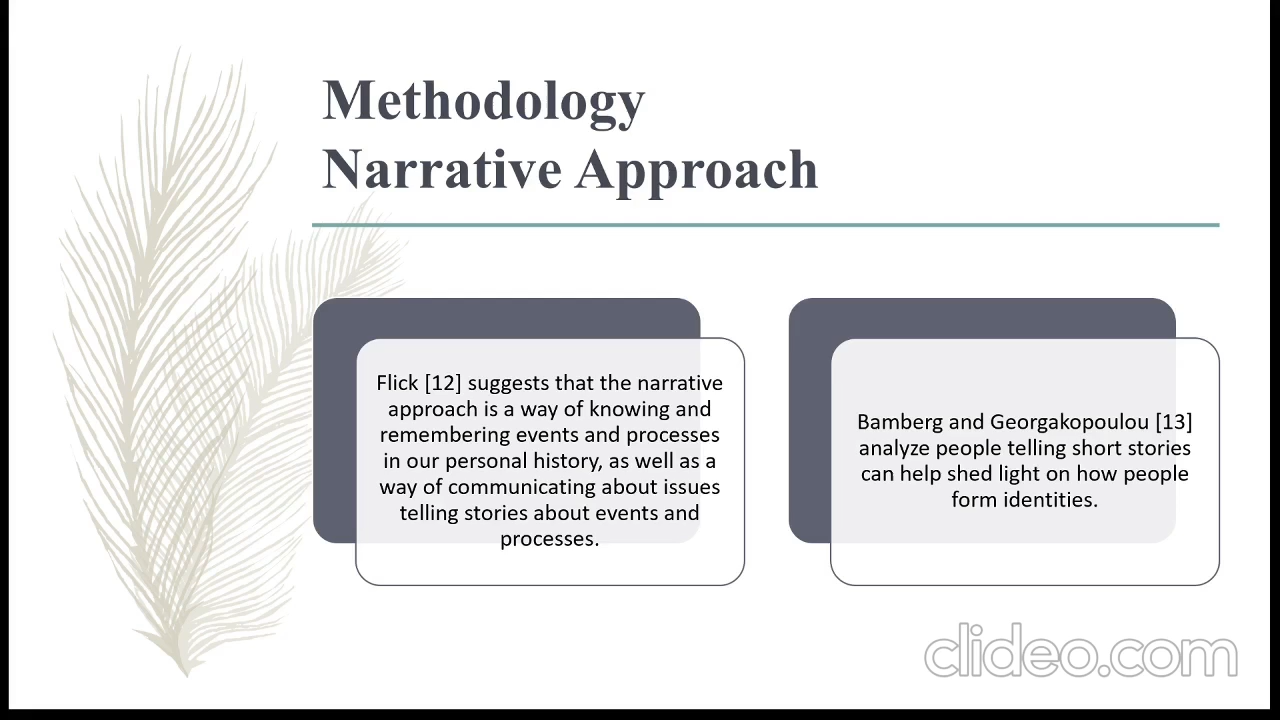 Methodology
Narrative Approach
Flick [12] suggests that the narrative
approach is a way of knowing and
remembering events and processes
in our personal history, as well as a
way of communicating about issues
telling stories about events and
processes.
Bamberg and Georgakopoulou [13]
analyze people telling short stories
can help shed light on how people
form identities.
clideo.com